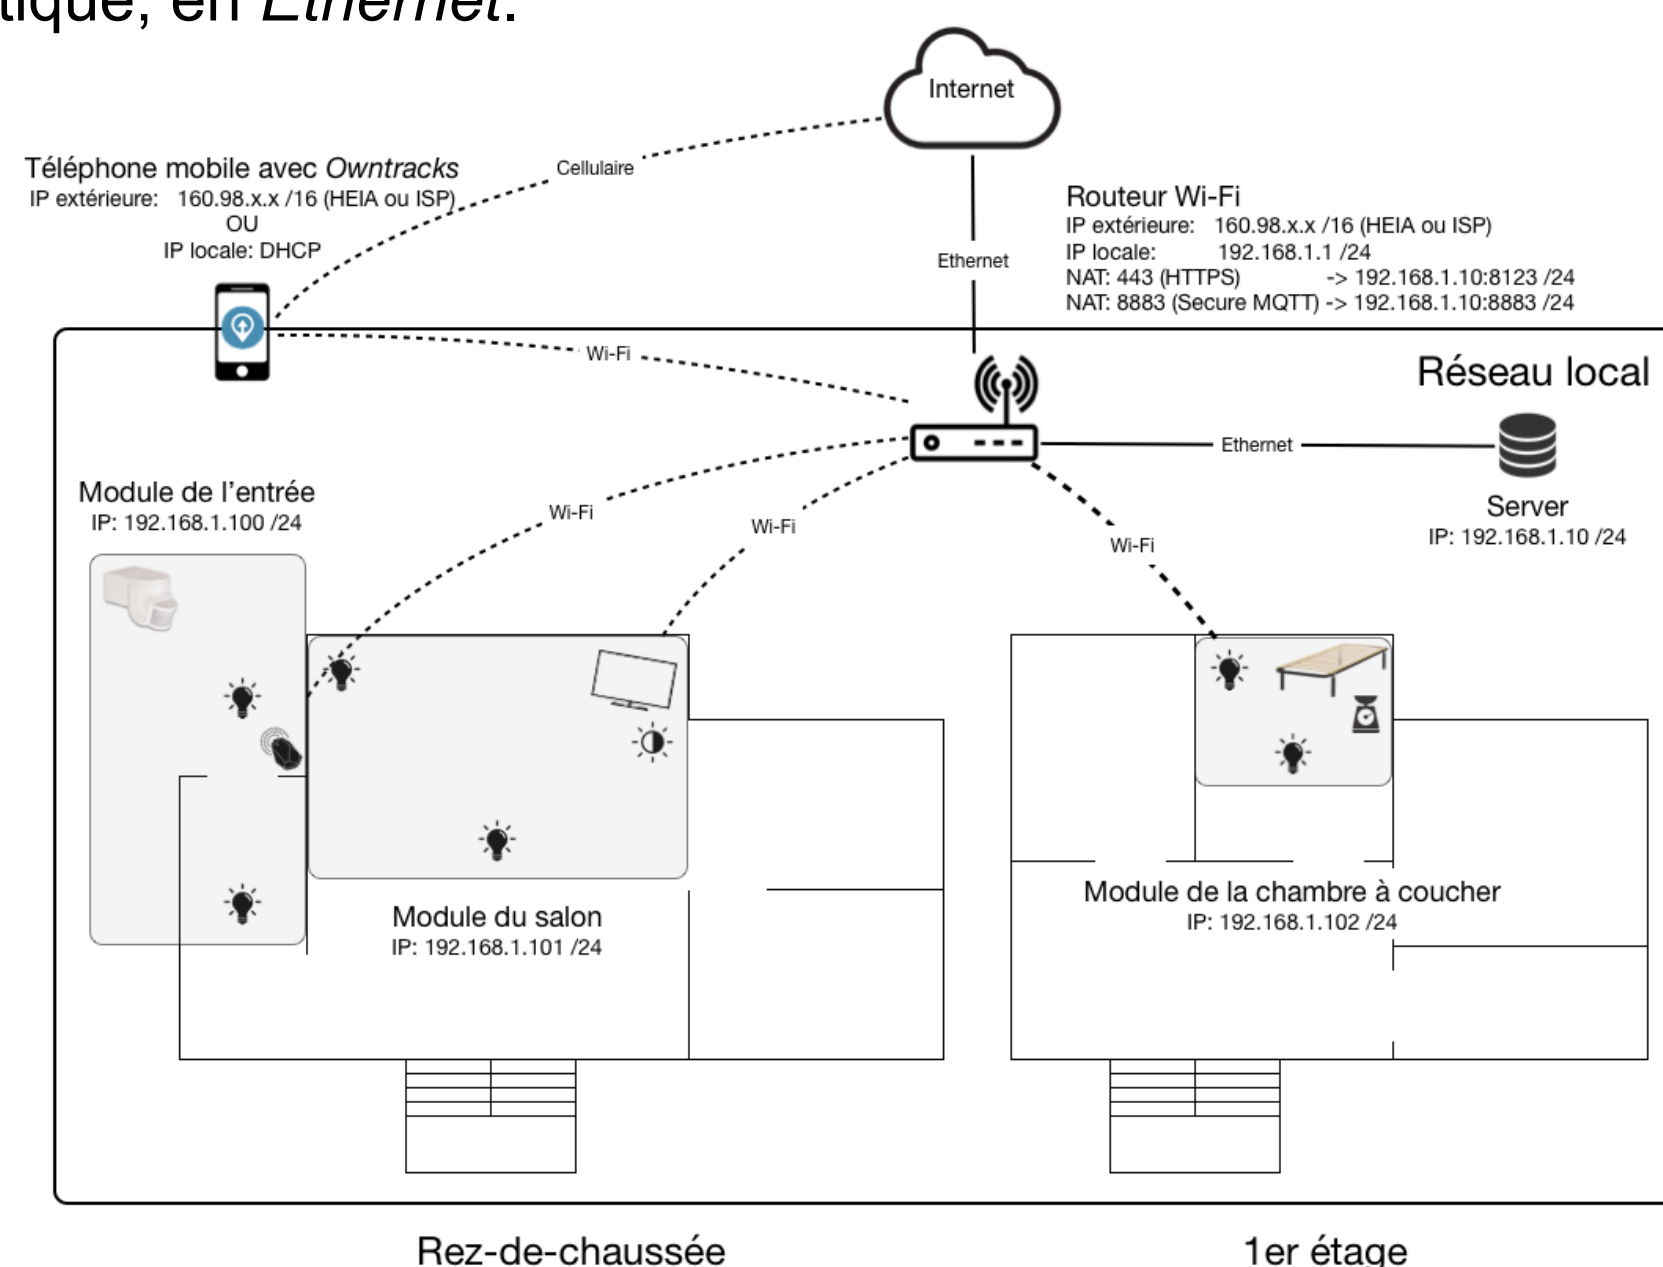 tique, en Ethernet.
Internet
Cellulaire
Téléphone mobile avec Owntracks
IP extérieure: 160.98.x.x /16 (HEIA ou ISP)
OU
IP locale: DHCP
Routeur Wi-Fi
IP extérieure: 160.98.x.x /16 (HEIA ou ISP)
IP locale: 192.168.1.1 /24
NAT: 443 (HTTPS) -> 192.168.1.10:8123 /24
NAT: 8883 (Secure MQTT) -> 192.168.1.10:8883 /24
Ethernet
Wi-Fi
Réseau local
Ethernet
Module de l'entrée
IP: 192.168.1.100 /24
Wi-Fi
Wi-Fi
Wi-Fi
Server
IP: 192.168.1.10 /24
Module du salon
IP: 192.168.1.101 /24
Module de la chambre à coucher
IP: 192.168.1.102 /24
Rez-de-chaussée
1er étage